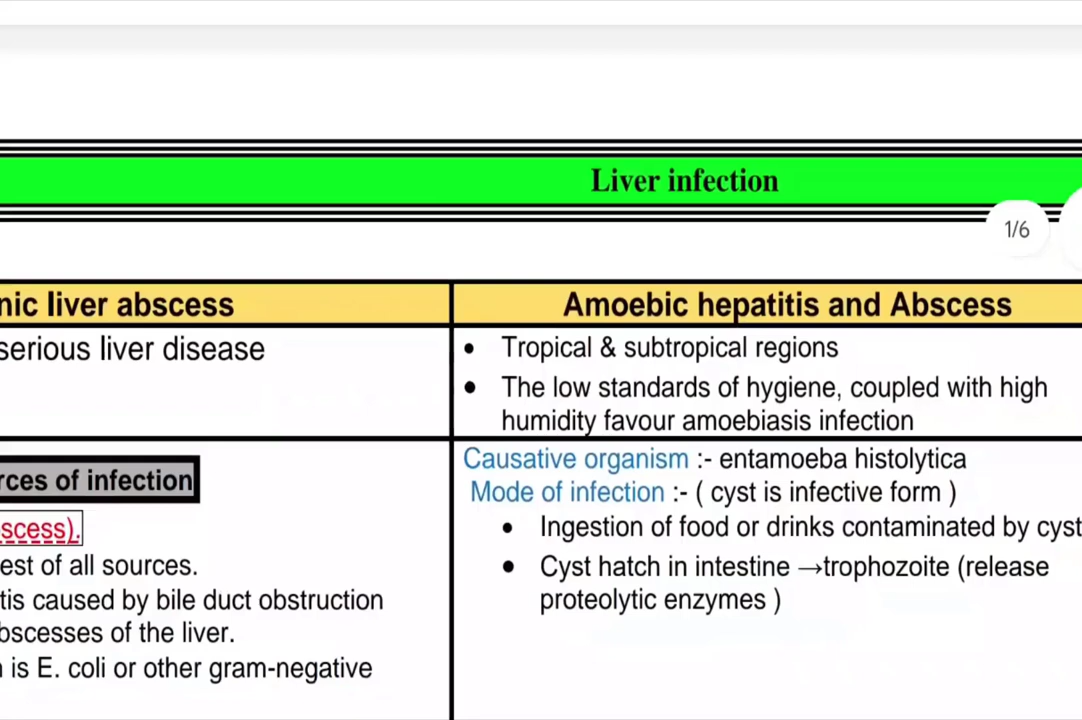 Liver infection
1/6
nic liver abscess
serious liver disease
rces of infection
scess).
est of all sources.
tis caused by bile duct obstruction
bscesses of the liver.
n is E. coli or other gram-negative
Amoebic hepatitis and Abscess
• Tropical & subtropical regions
• The low standards of hygiene, coupled with high
humidity favour amoebiasis infection
Causative organism :- entamoeba histolytica
Mode of infection :- ( cyst is infective form )
• Ingestion of food or drinks contaminated by cyst
• Cyst hatch in intestine →trophozoite (release
proteolytic enzymes )